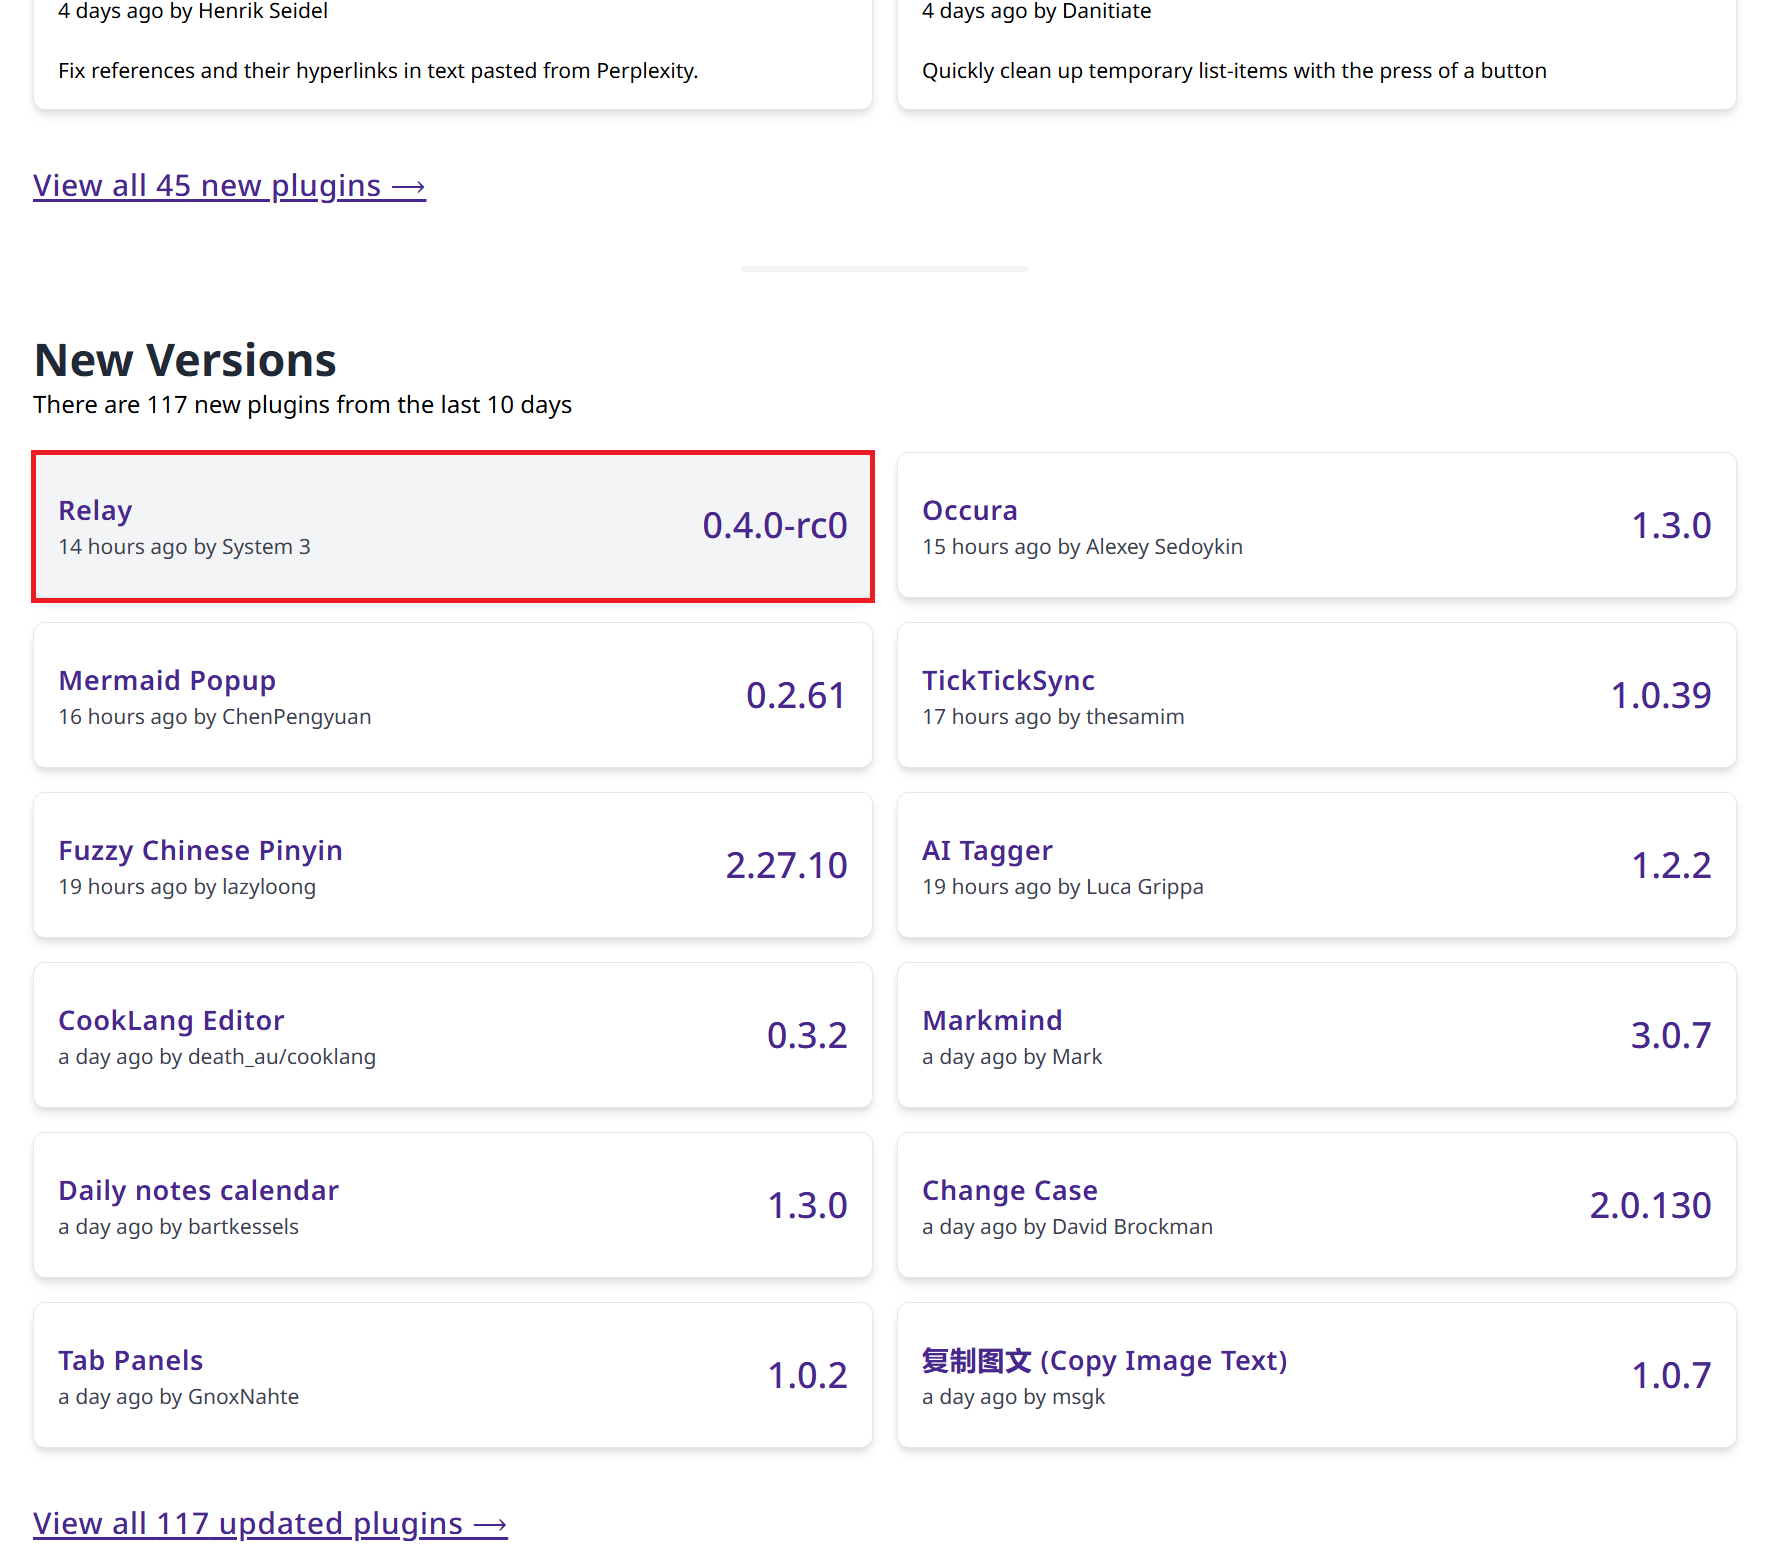 4 days ago by Henrik Seidel
Fix references and their hyperlinks in text pasted from Perplexity.
4 days ago by Danitiate
Quickly clean up temporary list-items with the press of a button
View all 45 new plugins ⟶
New Versions
There are 117 new plugins from the last 10 days
Relay
14 hours ago by System 3
0.4.0-rc0
Occura
15 hours ago by Alexey Sedoykin
1.3.0
Mermaid Popup
16 hours ago by ChenPengyuan
0.2.61
TickTickSync
17 hours ago by thesamim
1.0.39
Fuzzy Chinese Pinyin
19 hours ago by lazyloong
2.27.10
AI Tagger
19 hours ago by Luca Grippa
1.2.2
CookLang Editor
a day ago by death_au/cooklang
0.3.2
Markmind
a day ago by Mark
3.0.7
Daily notes calendar
a day ago by bartkessels
1.3.0
Change Case
a day ago by David Brockman
2.0.130
Tab Panels
a day ago by GnoxNahte
1.0.2
复制图文 (Copy Image Text)
a day ago by msgk
1.0.7
View all 117 updated plugins ⟶